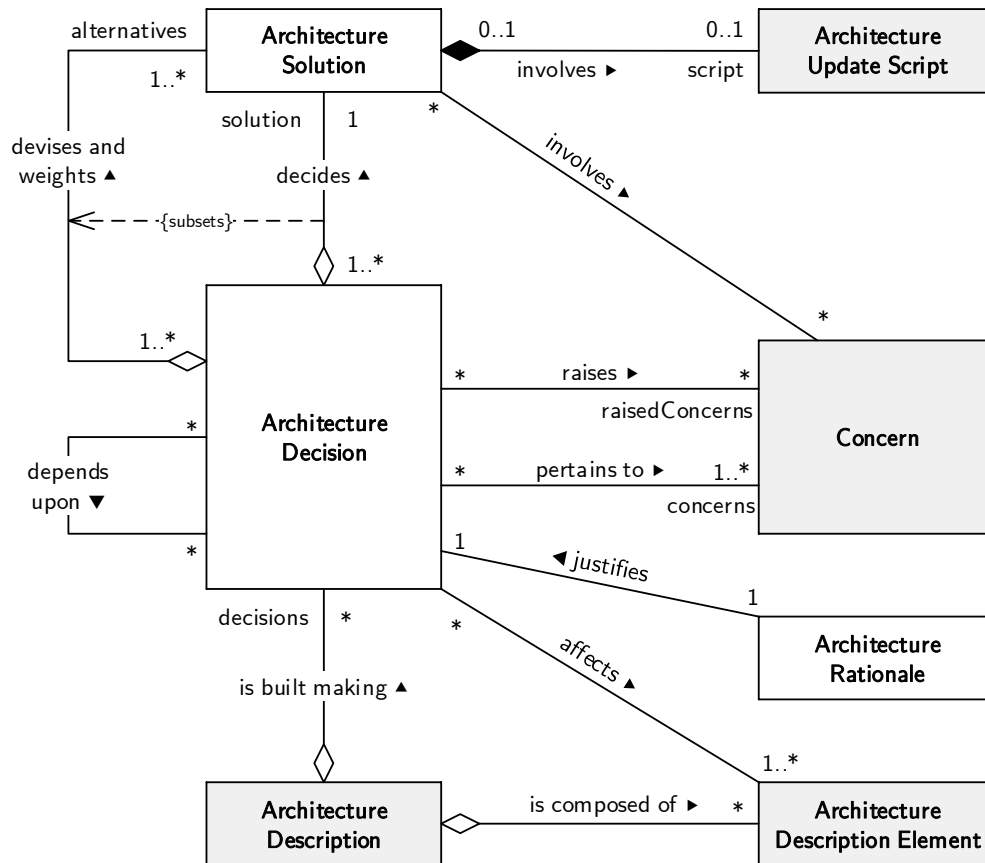 alternatives
1..*
Architecture
Solution
0..1
0..1
involves ▶
script
Architecture
Update Script
solution
1
*
devises and
weights ▲
decides ▲
involves ▲
{subsets}
1..*
*
1..*
*
raises ▶
*
raisedConcerns
Architecture
Decision
Concern
*
depends
upon ▼
*
*
pertains to ▶
1..*
concerns
1
◀ justifies
1
decisions
*
*
affects ▲
Architecture
Rationale
is built making ▲
1..*
Architecture
Description
is composed of ▶
*
Architecture
Description Element